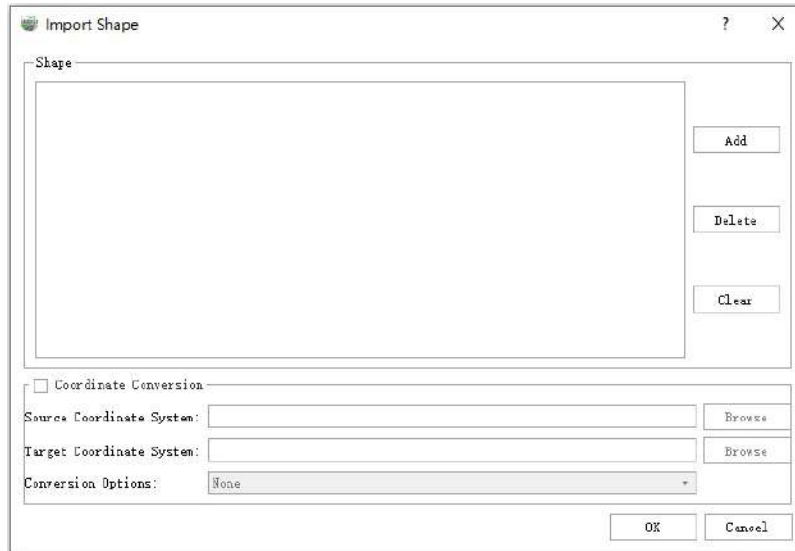 Import Shape
?
Shape
Add
Delete
Clear
Coordinate Conversion
Source Coordinate System:
Browse
Target Coordinate System:
Browse
Conversion Options:
None
OK
Cancel